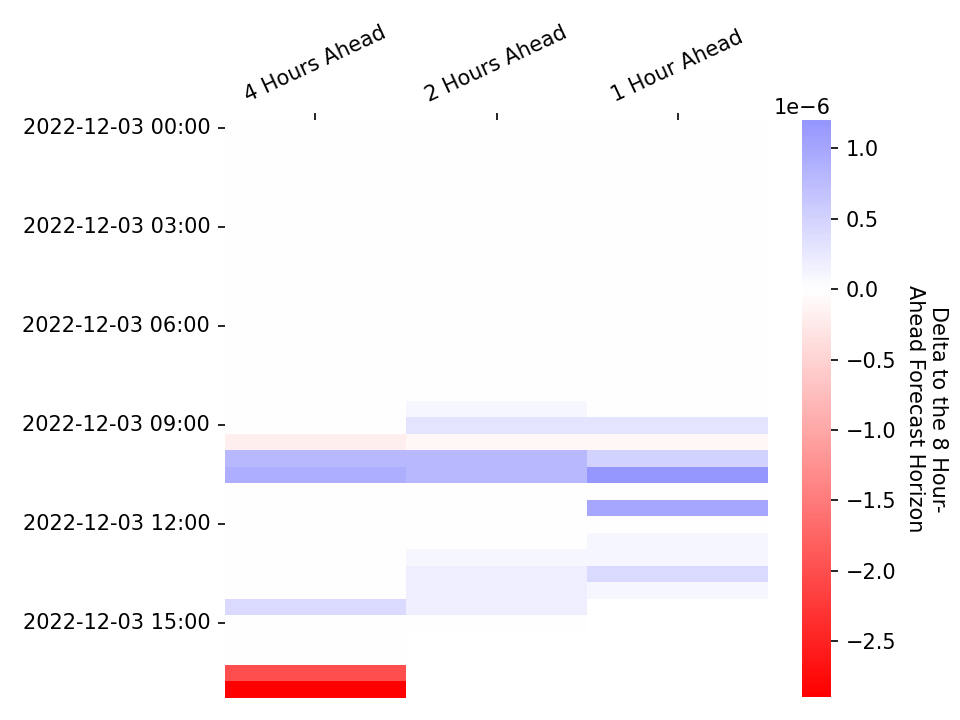 4 Hours Ahead
2 Hours Ahead
1 Hour Ahead
1e−6
2022-12-03 00:00
2022-12-03 03:00
2022-12-03 06:00
2022-12-03 09:00
2022-12-03 12:00
2022-12-03 15:00
1.0
0.5
0.0
−0.5
−1.0
−1.5
−2.0
−2.5
Delta to the 8 Hour-
Ahead Forecast Horizon